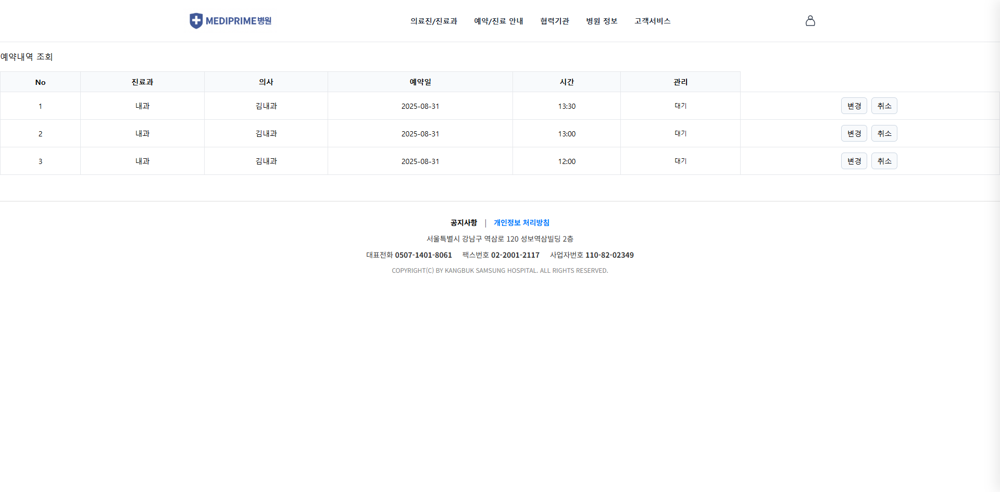 MEDIPRIME병원
의료진/진료과 예약/진료 안내 협력기관 병원 정보 고객서비스
예약내역 조회
No 진료과 의사 예약일 시간 관리
1 내과 김내과 2025-08-31 13:30 대기 변경 취소
2 내과 김내과 2025-08-31 13:00 대기 변경 취소
3 내과 김내과 2025-08-31 12:00 대기 변경 취소
공지사항 | 개인정보 처리방침
서울특별시 강남구 역삼로 120 성보역삼빌딩 2층
대표전화 0507-1401-8061 팩스번호 02-2001-2117 사업자번호 110-82-02349
COPYRIGHT(C) BY KANGBUK SAMSUNG HOSPITAL. ALL RIGHTS RESERVED.